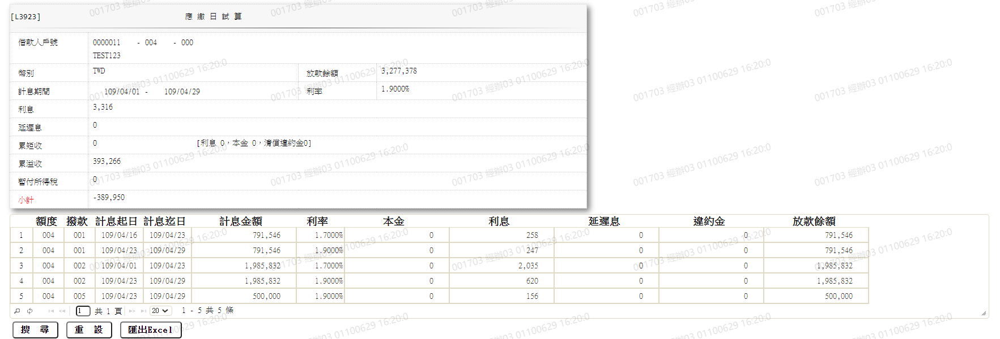 [L3923] 應 繳 日 試 算
借款人戶號 0000011 - 004 - 000
TEST123
幣別 TWD 放款餘額 3,277,378
計息期間 109/04/01 - 109/04/29 利率 1.9000%
利息 3,316
延遲息 0
累短收 0 [利息 0,本金 0,清償違約金0]
累溢收 393,266
暫付所得稅 0
小計 -389,950
額度 撥款 計息起日 計息迄日 計息金額 利率 本金 利息 延遲息 違約金 放款餘額
1 004 001 109/04/16 109/04/23 791,546 1.7000% 0 258 0 0 791,546
2 004 001 109/04/23 109/04/29 791,546 1.9000% 0 247 0 0 791,546
3 004 002 109/04/01 109/04/23 1,985,832 1.7000% 0 2,035 0 0 1,985,832
4 004 002 109/04/23 109/04/29 1,985,832 1.9000% 0 620 0 0 1,985,832
5 004 005 109/04/23 109/04/29 500,000 1.9000% 0 156 0 0 500,000
1 共 1 頁 20 1 - 5 共 5 條
搜 尋 重 設 匯出Excel
001703 經辦03 01100629 16:20:0